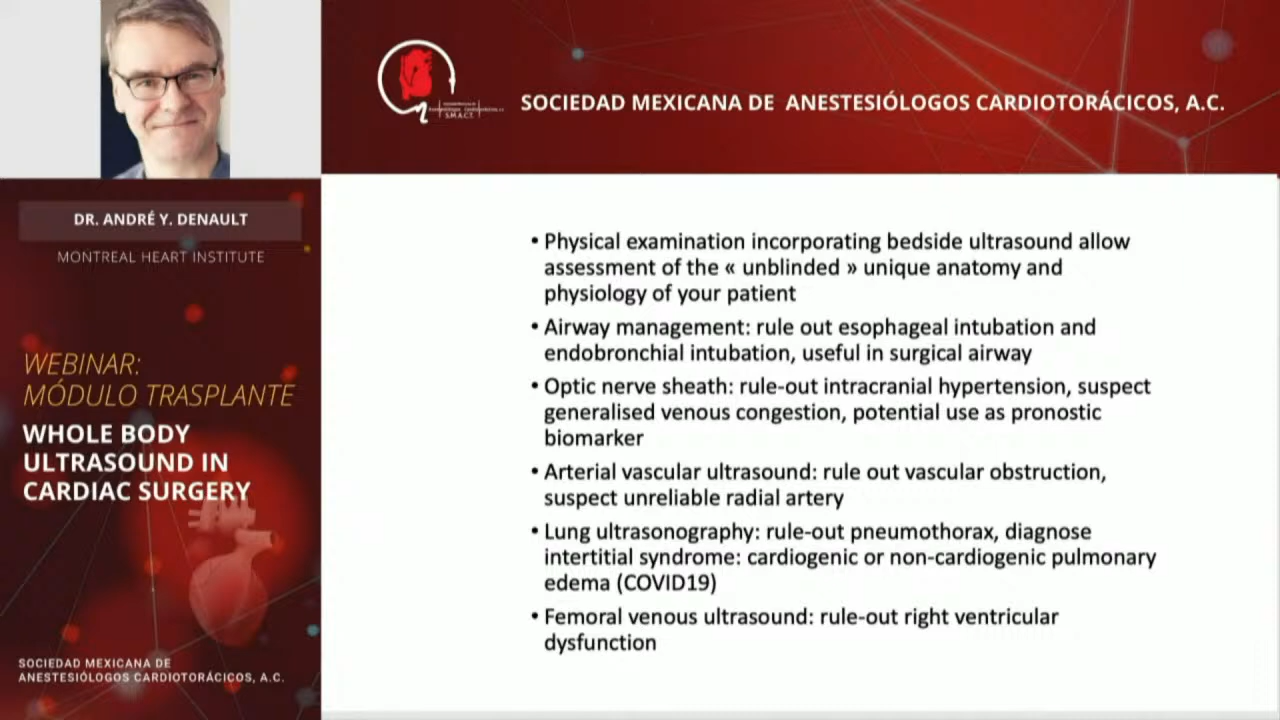 SOCIEDAD MEXICANA DE ANESTESIÓLOGOS CARDIOTORÁCICOS, A.C.
S.M.A.C.T.
DR. ANDRÉ Y. DENAULT
MONTREAL HEART INSTITUTE
WEBINAR:
MÓDULO TRASPLANTE
WHOLE BODY
ULTRASOUND IN
CARDIAC SURGERY
SOCIEDAD MEXICANA DE
ANESTESIÓLOGOS CARDIOTORÁCICOS, A.C.
• Physical examination incorporating bedside ultrasound allow
assessment of the « unblinded » unique anatomy and
physiology of your patient
• Airway management: rule out esophageal intubation and
endobronchial intubation, useful in surgical airway
• Optic nerve sheath: rule-out intracranial hypertension, suspect
generalised venous congestion, potential use as pronostic
biomarker
• Arterial vascular ultrasound: rule out vascular obstruction,
suspect unreliable radial artery
• Lung ultrasonography: rule-out pneumothorax, diagnose
intertitial syndrome: cardiogenic or non-cardiogenic pulmonary
edema (COVID19)
• Femoral venous ultrasound: rule-out right ventricular
dysfunction